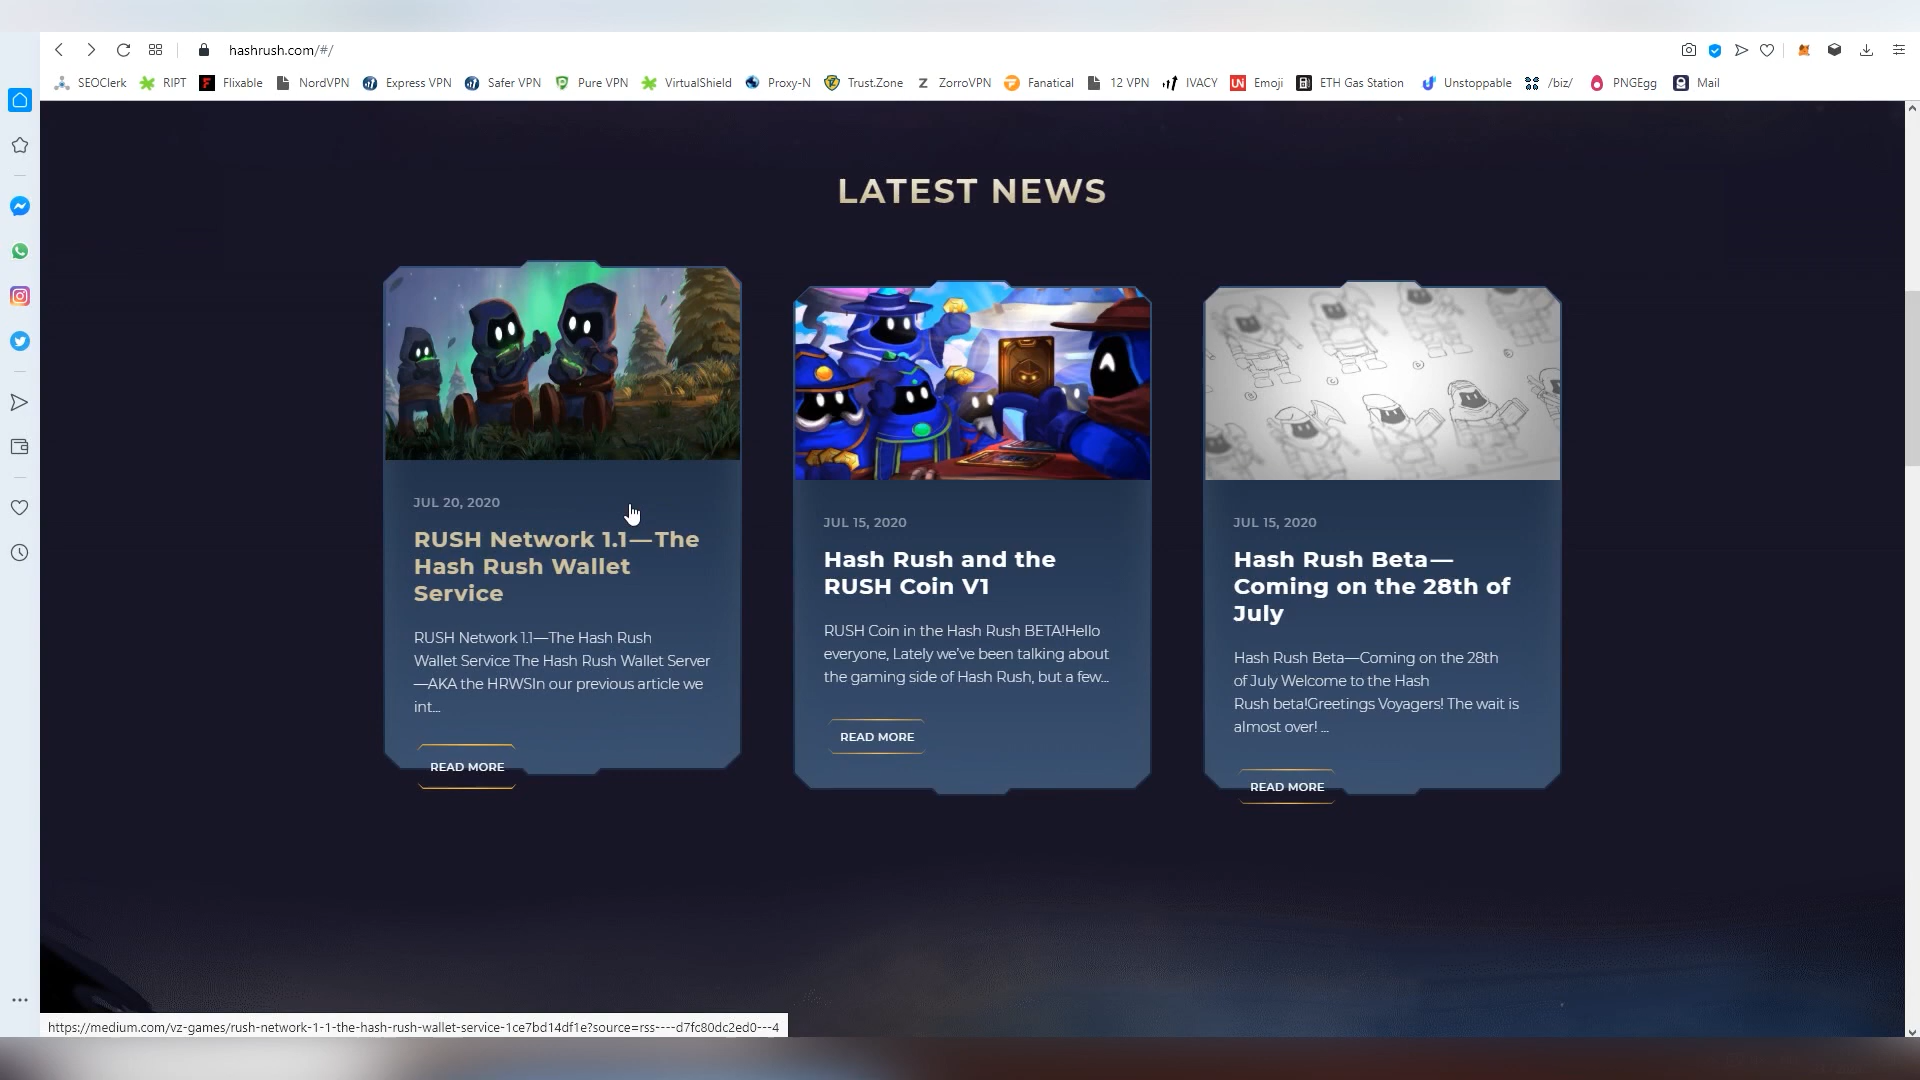 hashrush.com/#/
SEOClerk RIPT Flixable NordVPN Express VPN Safer VPN Pure VPN VirtualShield Proxy-N Trust.Zone ZorroVPN Fanatical 12 VPN IVACY Emoji ETH Gas Station Unstoppable /biz/ PNGEgg Mail
LATEST NEWS
JUL 20, 2020
RUSH Network 1.1—The
Hash Rush Wallet
Service
RUSH Network 1.1—The Hash Rush
Wallet Service The Hash Rush Wallet Server
—AKA the HRWSIn our previous article we
int...
READ MORE
JUL 15, 2020
Hash Rush and the
RUSH Coin V1
RUSH Coin in the Hash Rush BETA!Hello
everyone, Lately we've been talking about
the gaming side of Hash Rush, but a few...
READ MORE
JUL 15, 2020
Hash Rush Beta—
Coming on the 28th of
July
Hash Rush Beta—Coming on the 28th
of July Welcome to the Hash
Rush beta!Greetings Voyagers! The wait is
almost over! ...
READ MORE
https://medium.com/vz-games/rush-network-1-1-the-hash-rush-wallet-service-1ce7bd14df1e?source=rss----d7fc80dc2ed0---4